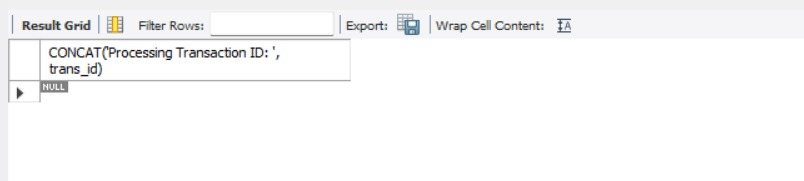 Result Grid Filter Rows: Export: Wrap Cell Content:
CONCAT('Processing Transaction ID: ',
trans_id)
NULL